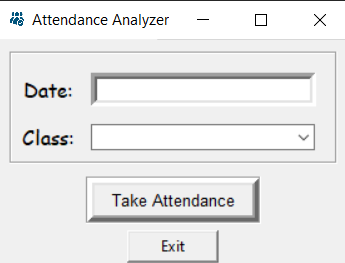 Attendance Analyzer
Date:
Class:
Take Attendance
Exit